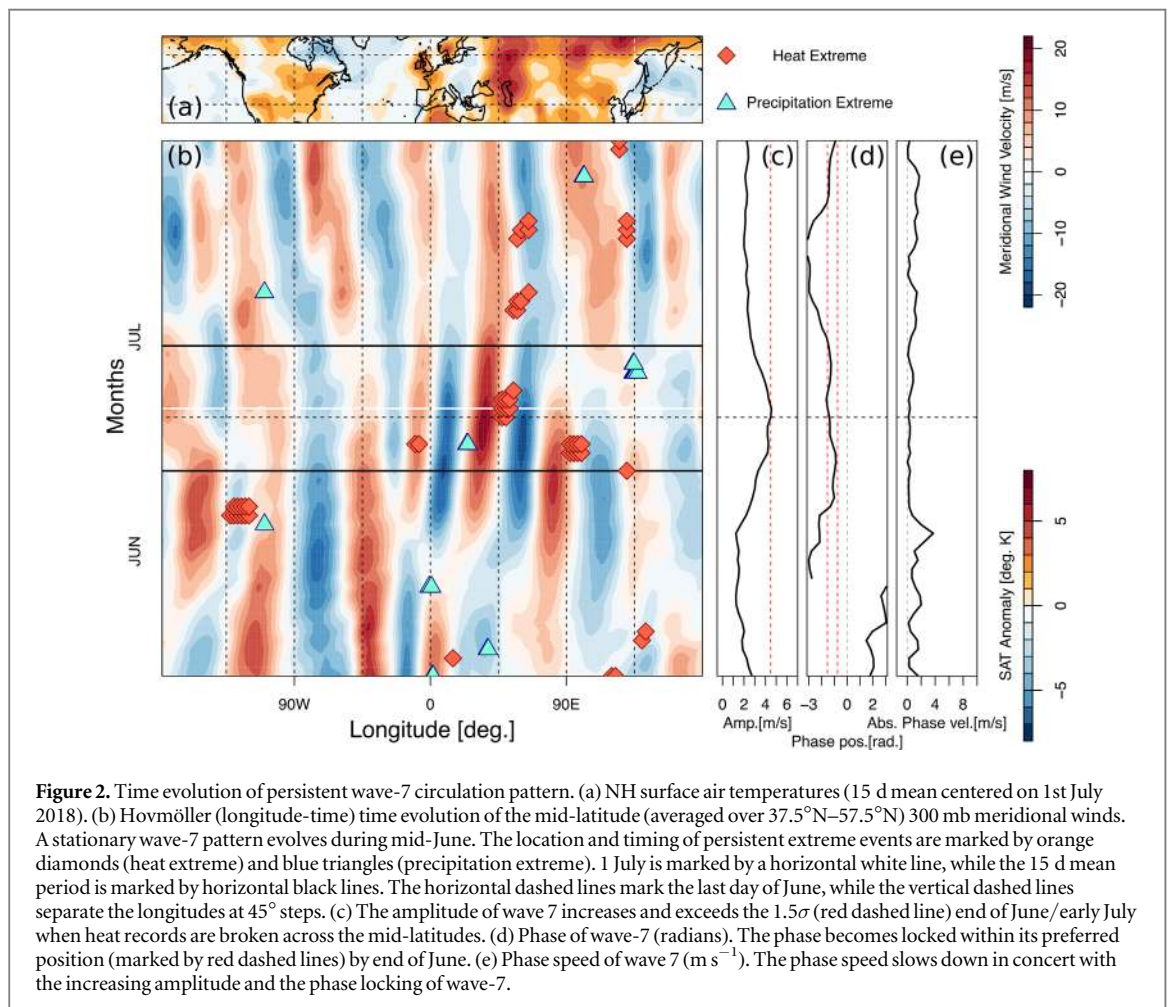 (a)
Heat Extreme
Precipitation Extreme
20
10
0
−10
−20
Meridional Wind Velocity [m/s]
(b)
(c)
(d)
(e)
JUL
JUN
Months
90W
0
90E
Longitude [deg.]
0 2 4 6
Amp.[m/s]
−3 0 2
Phase pos.[rad.]
0 4 8
Abs. Phase vel.[m/s]
5
0
−5
SAT Anomaly [deg. K]
Figure 2. Time evolution of persistent wave-7 circulation pattern. (a) NH surface air temperatures (15 d mean centered on 1st July
2018). (b) Hovmöller (longitude-time) time evolution of the mid-latitude (averaged over 37.5°N–57.5°N) 300 mb meridional winds.
A stationary wave-7 pattern evolves during mid-June. The location and timing of persistent extreme events are marked by orange
diamonds (heat extreme) and blue triangles (precipitation extreme). 1 July is marked by a horizontal white line, while the 15 d mean
period is marked by horizontal black lines. The horizontal dashed lines mark the last day of June, while the vertical dashed lines
separate the longitudes at 45° steps. (c) The amplitude of wave 7 increases and exceeds the 1.5σ (red dashed line) end of June/early July
when heat records are broken across the mid-latitudes. (d) Phase of wave-7 (radians). The phase becomes locked within its preferred
position (marked by red dashed lines) by end of June. (e) Phase speed of wave 7 (m s⁻¹). The phase speed slows down in concert with
the increasing amplitude and the phase locking of wave-7.